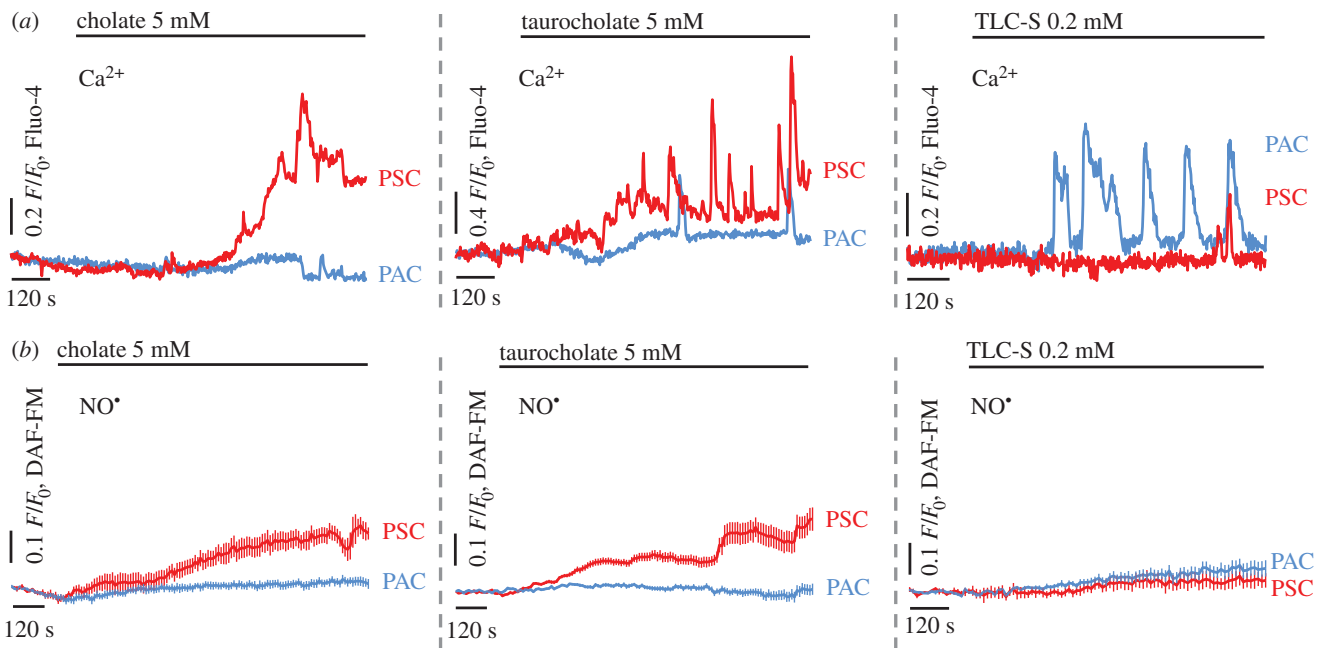 (a)
cholate 5 mM
Ca2+
0.2 F/F0, Fluo-4
PSC
PAC
120 s
taurocholate 5 mM
Ca2+
0.4 F/F0, Fluo-4
PSC
PAC
120 s
TLC-S 0.2 mM
Ca2+
0.2 F/F0, Fluo-4
PAC
PSC
120 s
(b)
cholate 5 mM
NO•
0.1 F/F0, DAF-FM
PSC
PAC
120 s
taurocholate 5 mM
NO•
0.1 F/F0, DAF-FM
PSC
PAC
120 s
TLC-S 0.2 mM
NO•
0.1 F/F0, DAF-FM
PAC
PSC
120 s